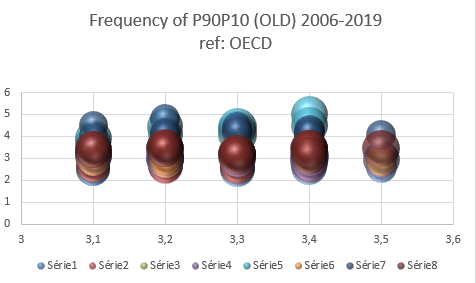 Frequency of P90P10 (OLD) 2006-2019
ref: OECD
6
5
4
3
2
1
0
3 3,1 3,2 3,3 3,4 3,5 3,6
Série1 Série2 Série3 Série4 Série5 Série6 Série7 Série8